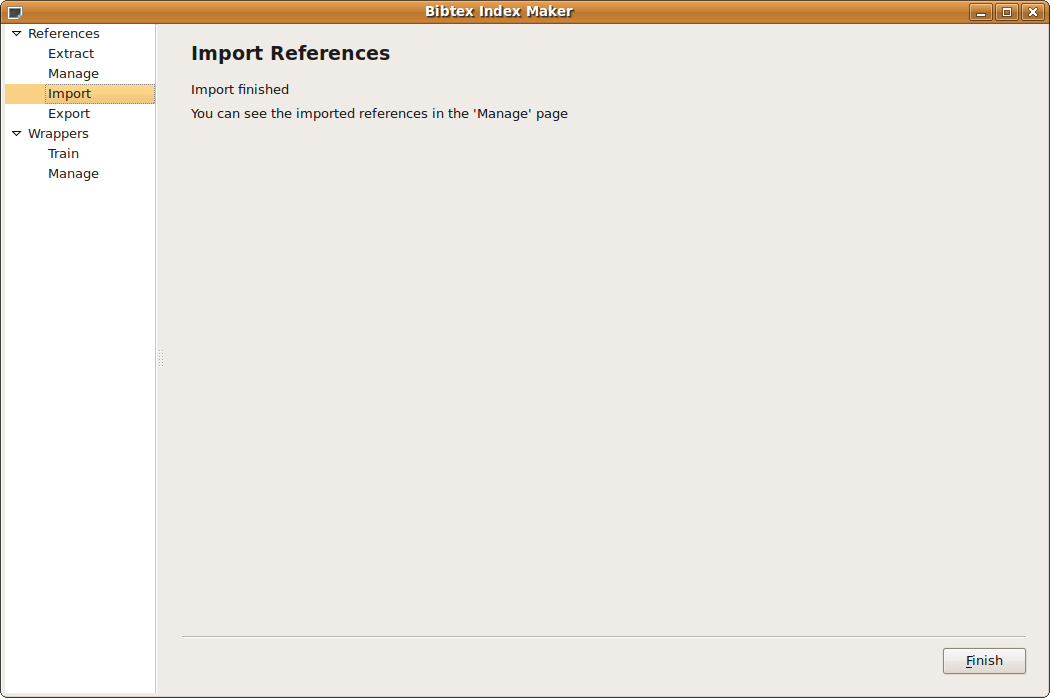 Bibtex Index Maker
References
Extract
Manage
Import
Export
Wrappers
Train
Manage
Import References
Import finished
You can see the imported references in the 'Manage' page
Finish